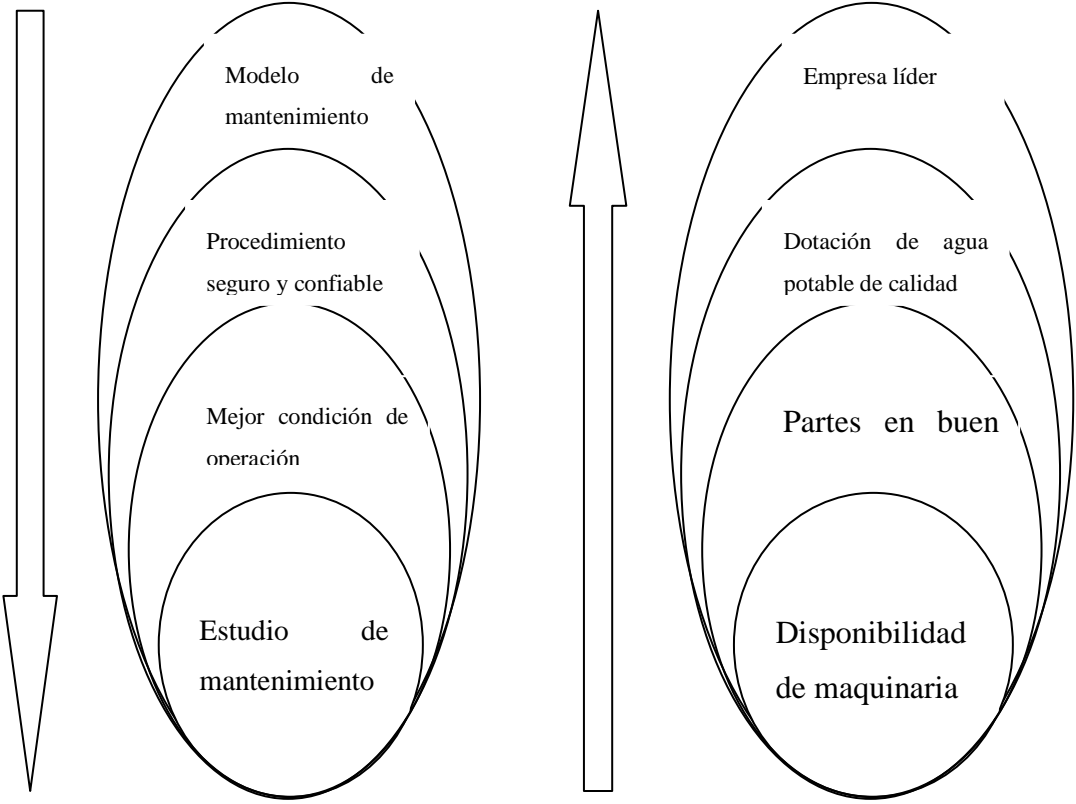 Modelo de
mantenimiento
Procedimiento
seguro y confiable
Mejor condición de
operación
Estudio de
mantenimiento
Empresa líder
Dotación de agua
potable de calidad
Partes en buen
Disponibilidad
de maquinaria